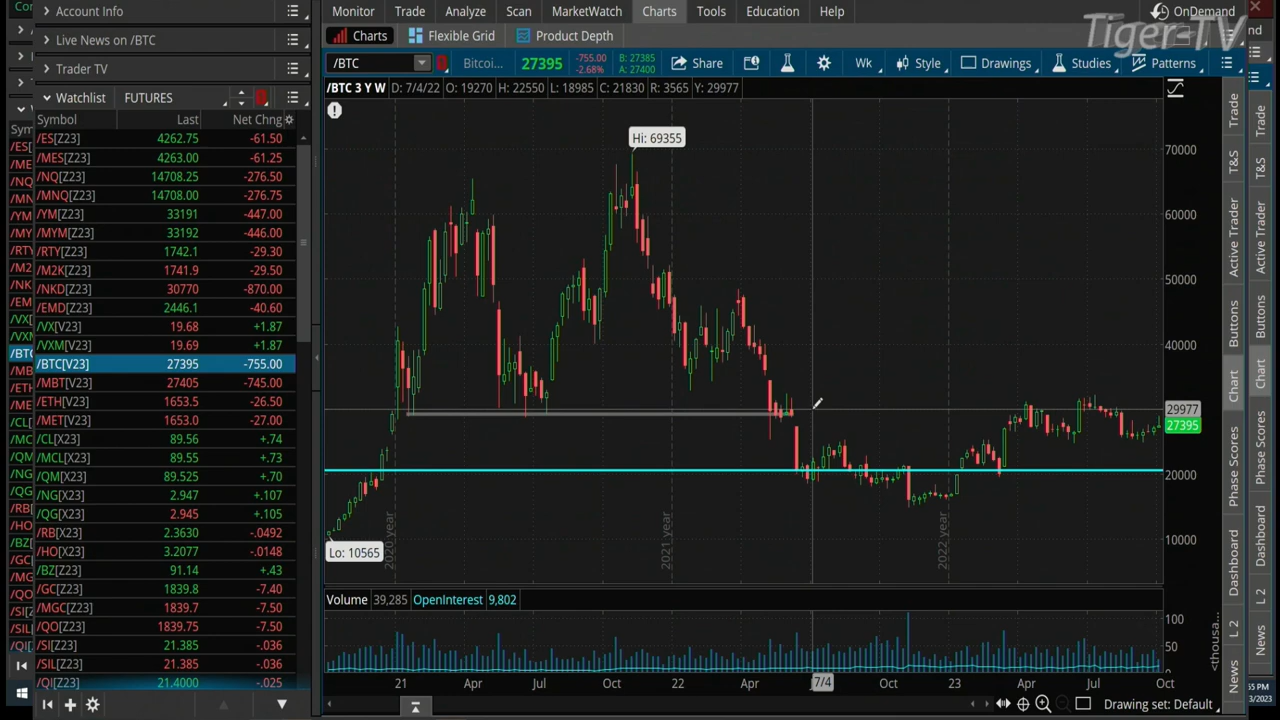 Account Info
Live News on /BTC
Trader TV
Watchlist FUTURES
Symbol Last Net Chng
/ES[Z23] 4262.75 -61.50
/MES[Z23] 4263.00 -61.25
/NQ[Z23] 14708.25 -276.50
/MNQ[Z23] 14708.00 -276.75
/YM[Z23] 33191 -447.00
/MYM[Z23] 33192 -446.00
/RTY[Z23] 1742.1 -29.30
/M2K[Z23] 1741.9 -29.50
/NKD[Z23] 30770 -870.00
/EMD[Z23] 2446.1 -40.60
/VX[V23] 19.68 +1.87
/VXM[V23] 19.69 +1.87
/BTC[V23] 27395 -755.00
/MBT[V23] 27405 -745.00
/ETH[V23] 1653.5 -26.50
/MET[V23] 1653.0 -27.00
/CL[X23] 89.56 +.74
/MCL[X23] 89.55 +.73
/QM[X23] 89.525 +.70
/NG[X23] 2.947 +.107
/QG[X23] 2.945 +.105
/RB[X23] 2.3630 -.0492
/HO[X23] 3.2077 -.0148
/BZ[Z23] 91.14 +.43
/GC[Z23] 1839.8 -7.40
/MGC[Z23] 1839.7 -7.50
/QO[Z23] 1839.75 -7.50
/SI[Z23] 21.385 -.036
/SIL[Z23] 21.385 -.036
/QI[Z23] 21.4000 -.025
Monitor Trade Analyze Scan MarketWatch Charts Tools Education Help
OnDemand
Tiger-TV
Charts Flexible Grid Product Depth
/BTC Bitcoi... 27395 -755.00 -2.68% B: 27385 A: 27400 Share Wk Style Drawings Studies Patterns
/BTC 3 Y W D: 7/4/22 O: 19270 H: 22550 L: 18985 C: 21830 R: 3565 Y: 29977
Hi: 69355
70000
60000
50000
40000
29977
27395
20000
10000
Lo: 10565
2020 year
2021 year
2022 year
Volume 39,285 OpenInterest 9,802
100
50
0
<thousa...
21 Apr Jul Oct 22 Apr 7/4 Oct 23 Apr Jul Oct
Drawing set: Default
Trade
T&S
Active Trader
Buttons
Chart
Phase Scores
Dashboard
L 2
News
Trade
T&S
Active Trader
Buttons
Chart
Phase Scores
Dashboard
L 2
News